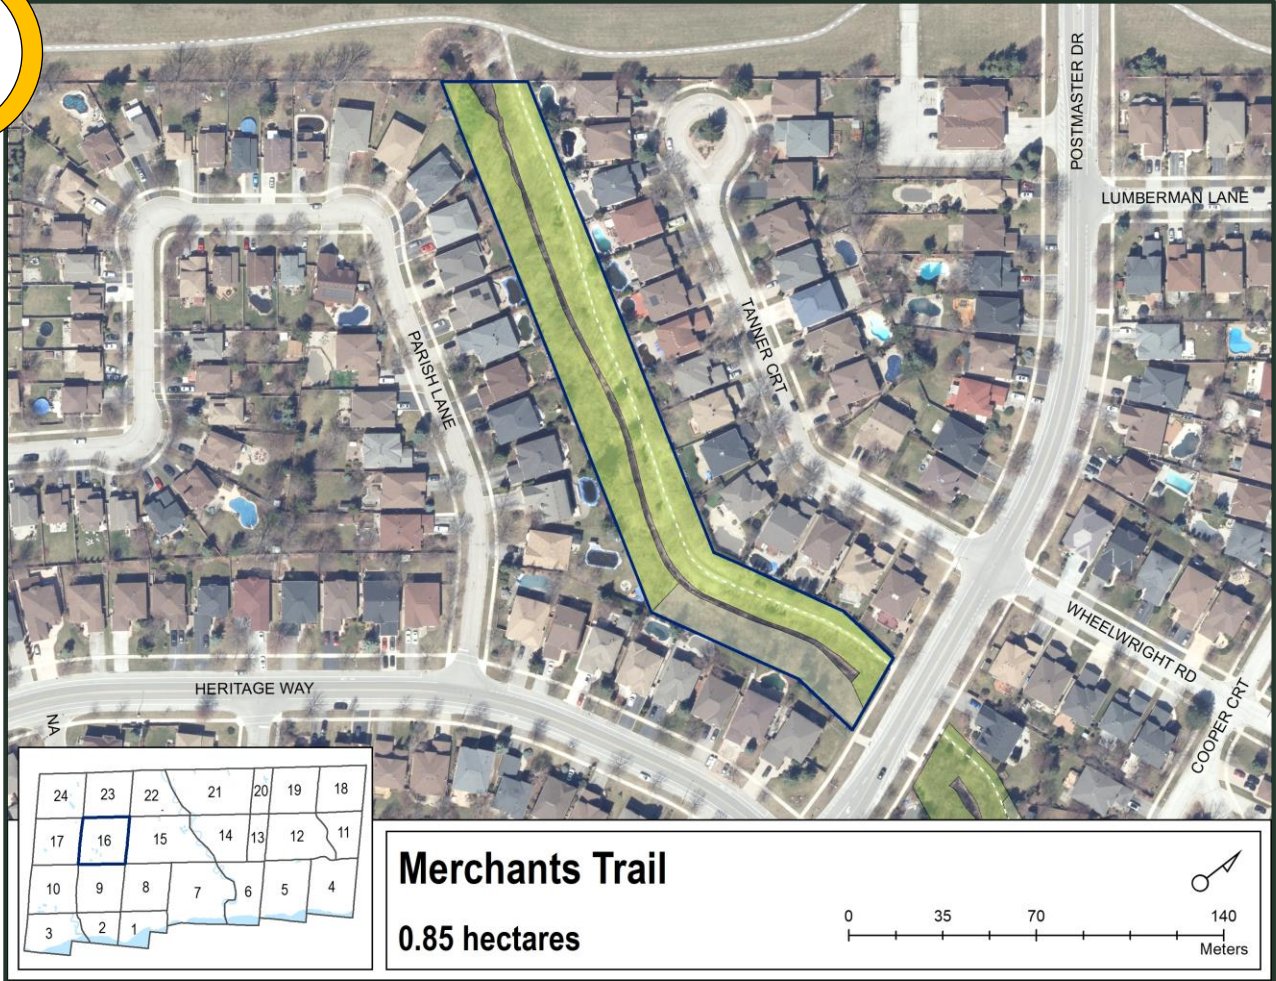 POSTMASTER DR
LUMBERMAN LANE
TANNER CRT
PARISH LANE
WHEELWRIGHT RD
HERITAGE WAY
COOPER CRT
NA
24 23 22 21 20 19 18
17 16 15 14 13 12 11
10 9 8 7 6 5 4
3 2 1
Merchants Trail
0.85 hectares
0 35 70 140
Meters